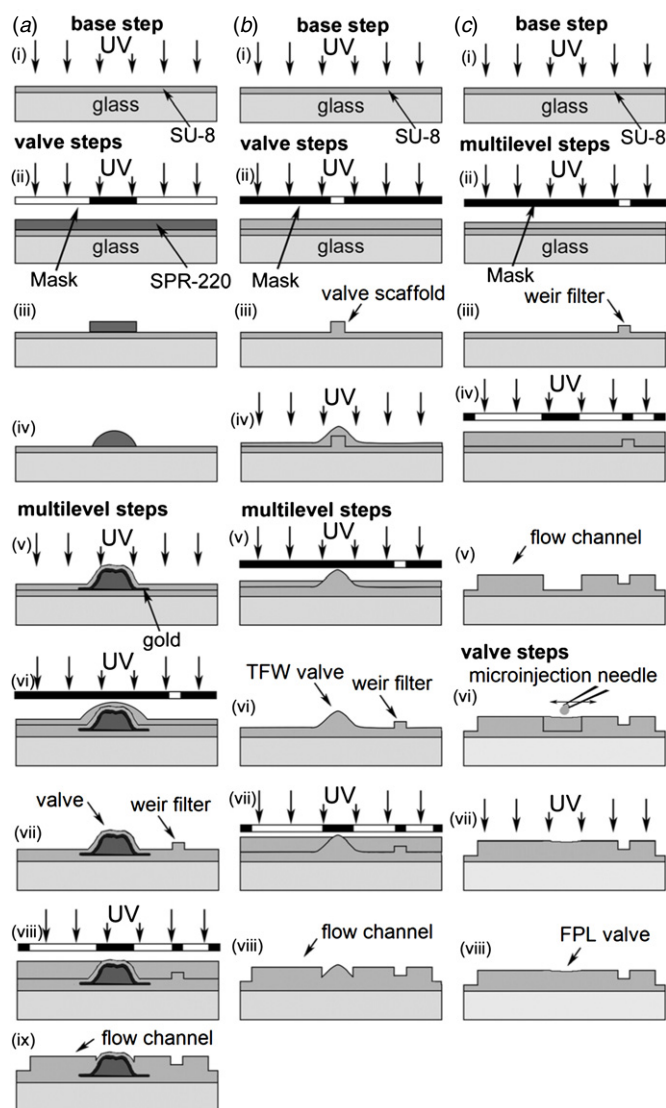 (a)
base step
UV
(i)
glass
SU-8
valve steps
UV
(ii)
glass
Mask
SPR-220
(iii)
(iv)
multilevel steps
UV
(v)
gold
UV
(vi)
valve
weir filter
(vii)
UV
(viii)
flow channel
(ix)
(b)
base step
UV
(i)
glass
SU-8
valve steps
UV
(ii)
glass
Mask
valve scaffold
(iii)
UV
(iv)
multilevel steps
UV
(v)
TFW valve
weir filter
(vi)
UV
(vii)
flow channel
(viii)
(c)
base step
UV
(i)
glass
SU-8
multilevel steps
UV
(ii)
glass
Mask
weir filter
(iii)
UV
(iv)
flow channel
(v)
valve steps
microinjection needle
(vi)
UV
(vii)
FPL valve
(viii)